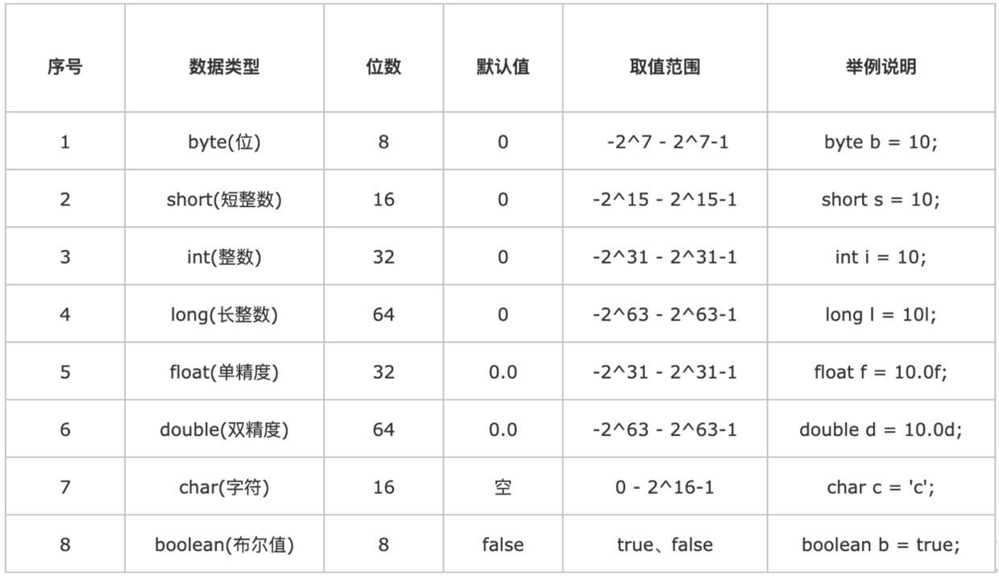 序号 数据类型 位数 默认值 取值范围 举例说明
1 byte(位) 8 0 -2^7 - 2^7-1 byte b = 10;
2 short(短整数) 16 0 -2^15 - 2^15-1 short s = 10;
3 int(整数) 32 0 -2^31 - 2^31-1 int i = 10;
4 long(长整数) 64 0 -2^63 - 2^63-1 long l = 10l;
5 float(单精度) 32 0.0 -2^31 - 2^31-1 float f = 10.0f;
6 double(双精度) 64 0.0 -2^63 - 2^63-1 double d = 10.0d;
7 char(字符) 16 空 0 - 2^16-1 char c = 'c';
8 boolean(布尔值) 8 false true、false boolean b = true;